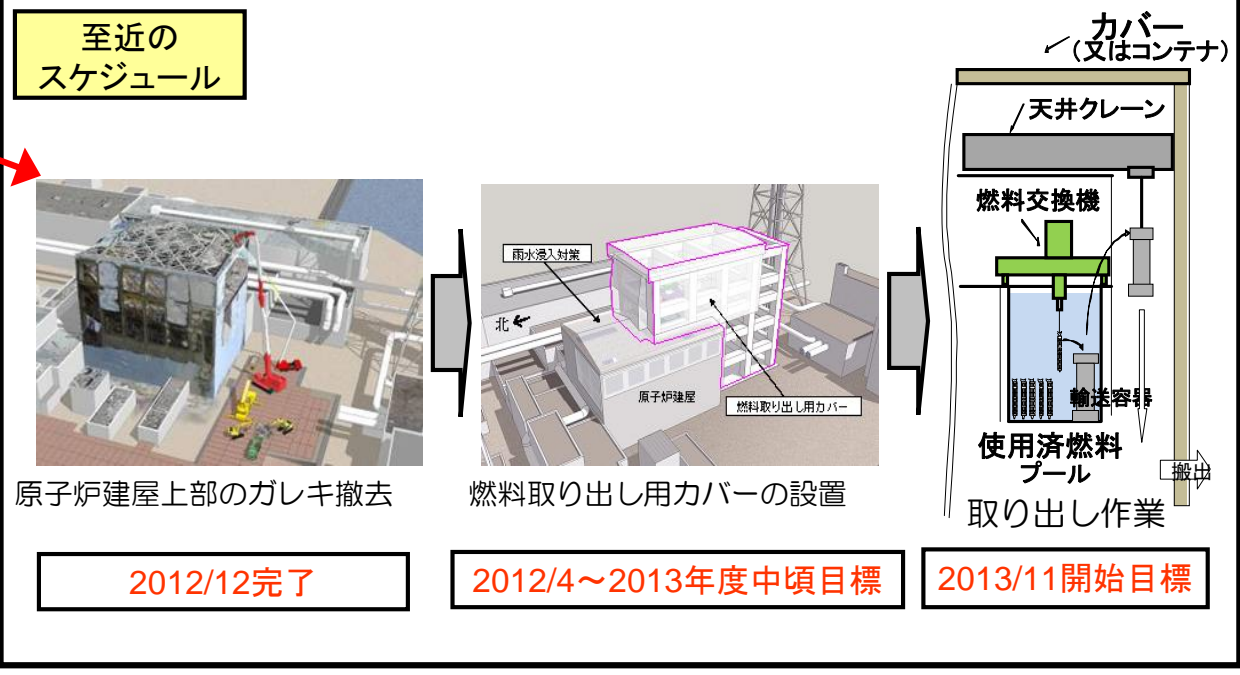 至近の
スケジュール
カバー
（又はコンテナ）
天井クレーン
燃料交換機
雨水浸入対策
北
原子炉建屋
燃料取り出し用カバー
輸送容器
使用済燃料
プール
搬出
原子炉建屋上部のガレキ撤去
燃料取り出し用カバーの設置
取り出し作業
2012/12完了
2012/4～2013年度中頃目標
2013/11開始目標